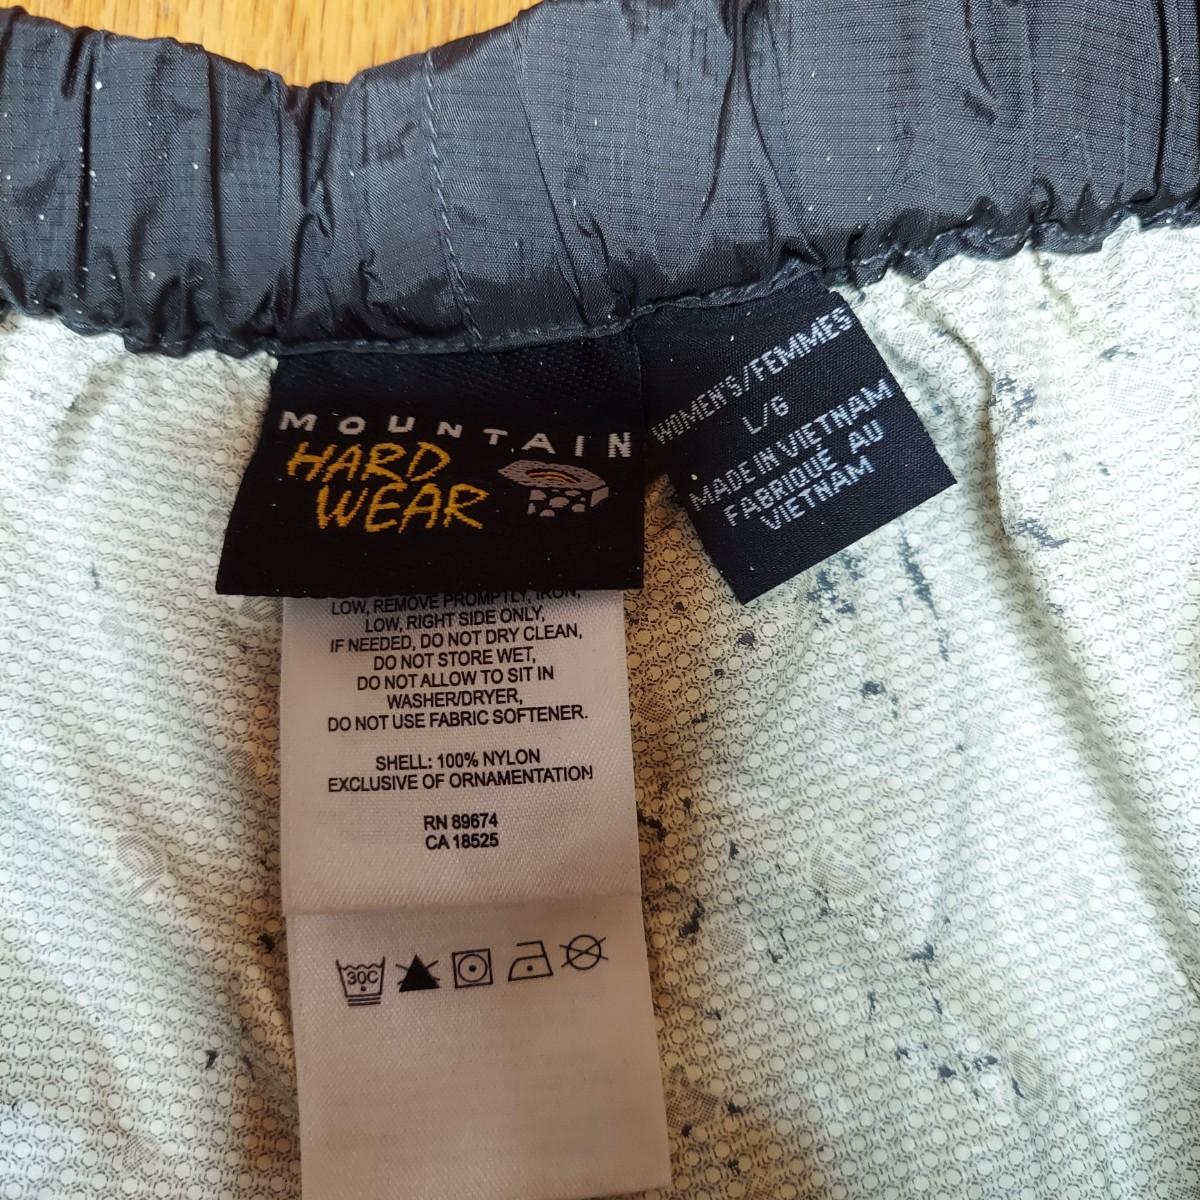 MOUNTAIN
HARD
WEAR
WOMEN'S/FEMMES
L/G
MADE IN VIETNAM
FABRIQUÉ AU
VIETNAM
LOW, REMOVE PROMPTLY, IRON,
LOW, RIGHT SIDE ONLY,
IF NEEDED, DO NOT DRY CLEAN,
DO NOT STORE WET,
DO NOT ALLOW TO SIT IN
WASHER/DRYER,
DO NOT USE FABRIC SOFTENER.
SHELL: 100% NYLON
EXCLUSIVE OF ORNAMENTATION
RN 89674
CA 18525
30C